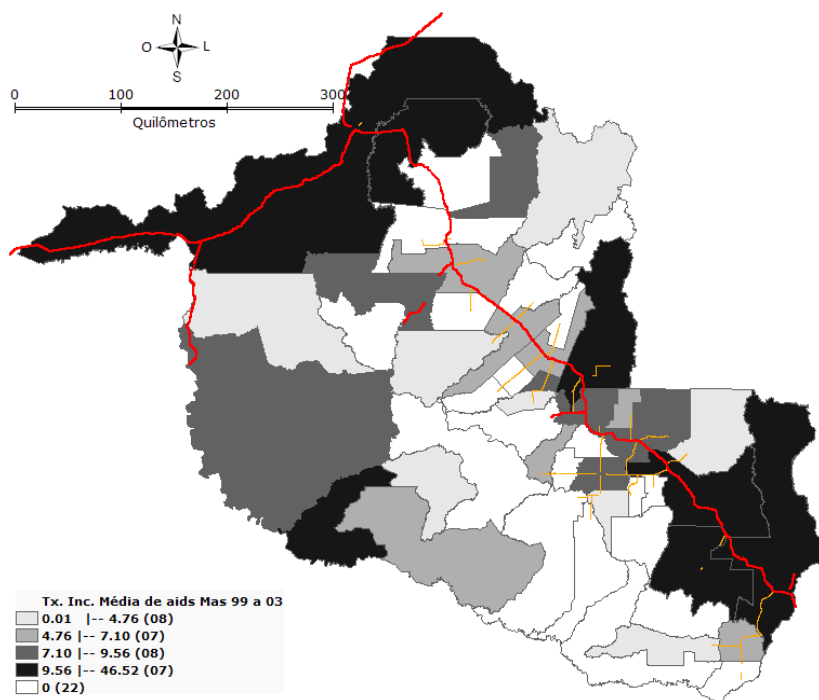 N
O L
S
0 100 200 300
Quilômetros
Tx. Inc. Média de aids Mas 99 a 03
0.01 |-- 4.76 (08)
4.76 |-- 7.10 (07)
7.10 |-- 9.56 (08)
9.56 |-- 46.52 (07)
0 (22)